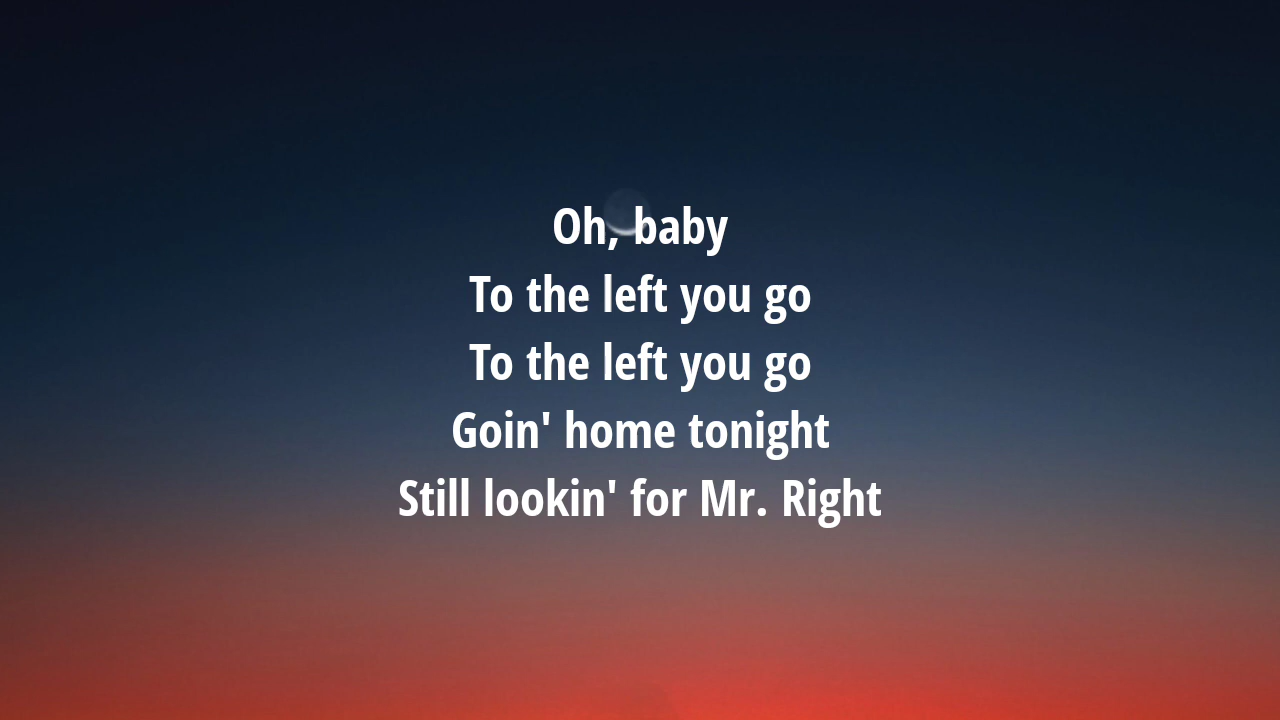 Oh, baby
To the left you go
To the left you go
Goin' home tonight
Still lookin' for Mr. Right